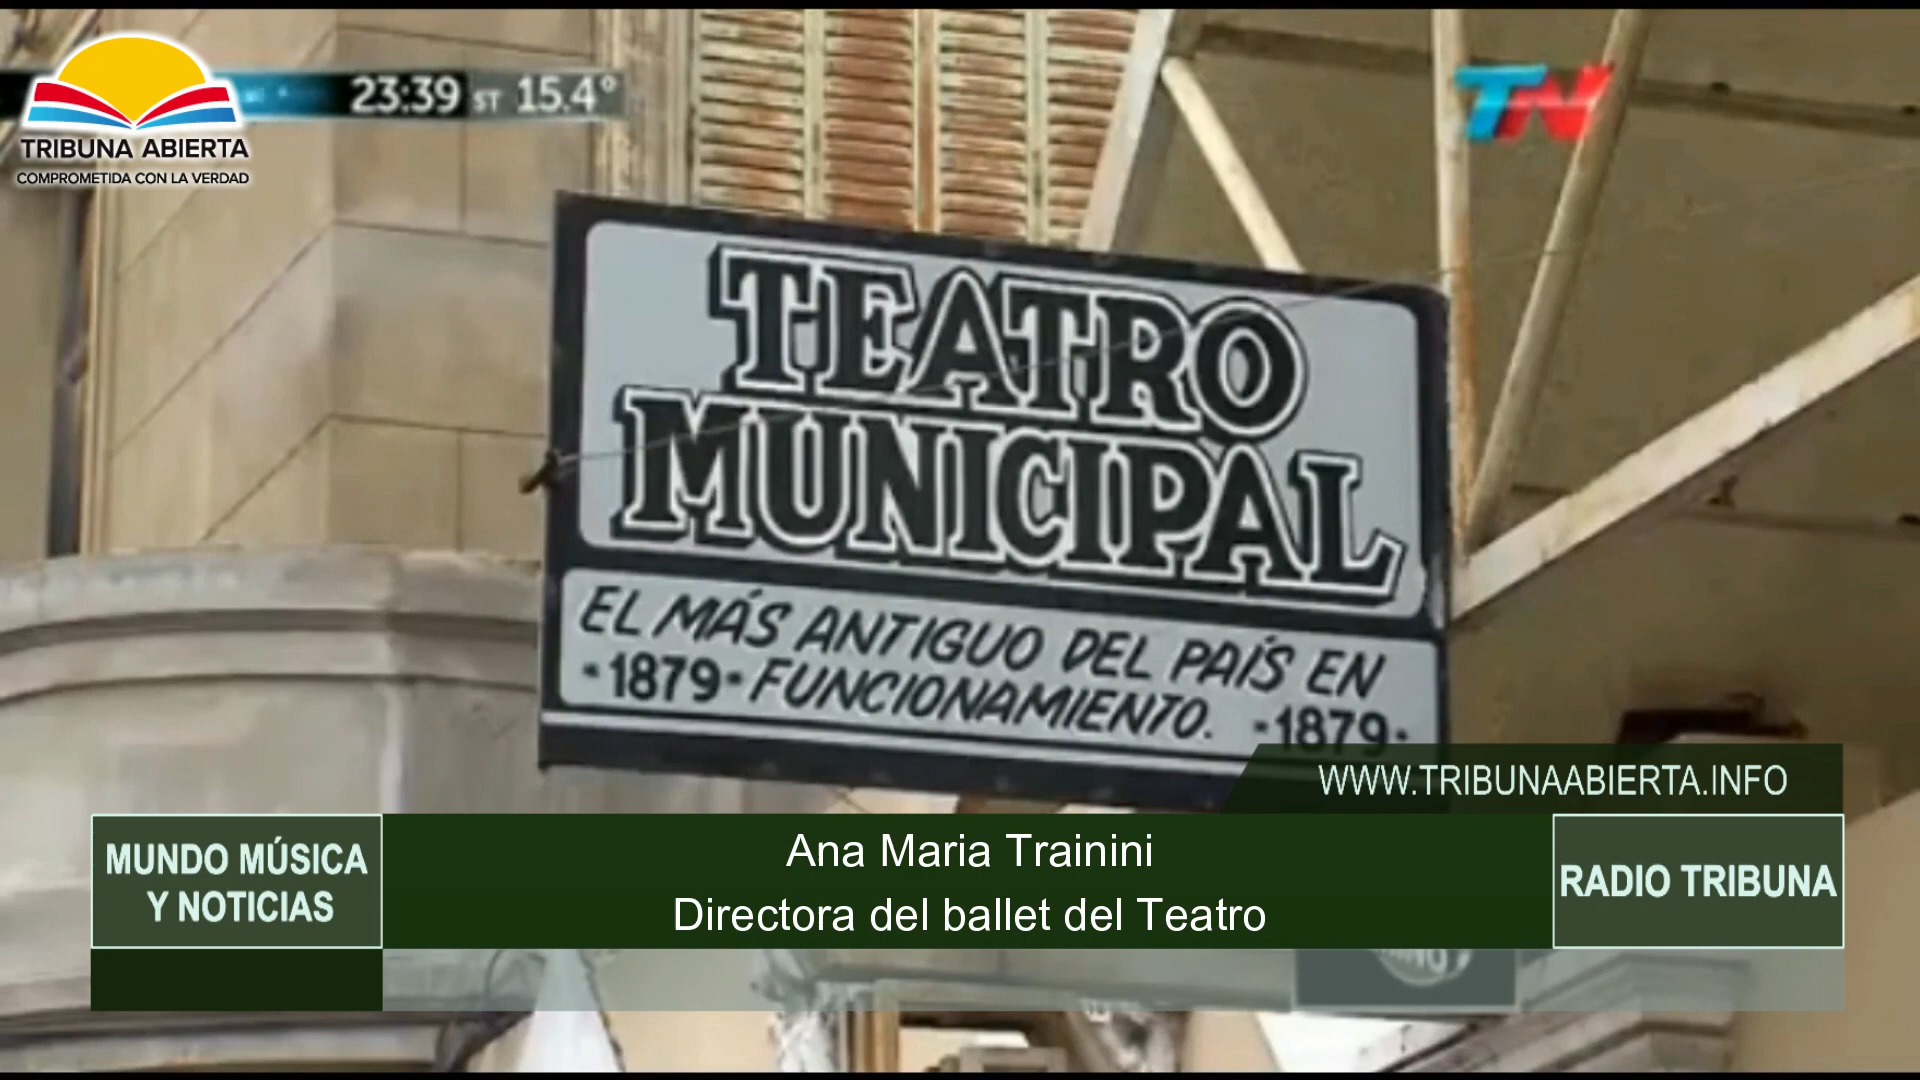 TRIBUNA ABIERTA
COMPROMETIDA CON LA VERDAD
23:39 ST 15.4°
TN
TEATRO
MUNICIPAL
EL MÁS ANTIGUO DEL PAÍS EN
-1879- FUNCIONAMIENTO. -1879-
WWW.TRIBUNAABIERTA.INFO
MUNDO MÚSICA
Y NOTICIAS
Ana Maria Trainini
Directora del ballet del Teatro
RADIO TRIBUNA